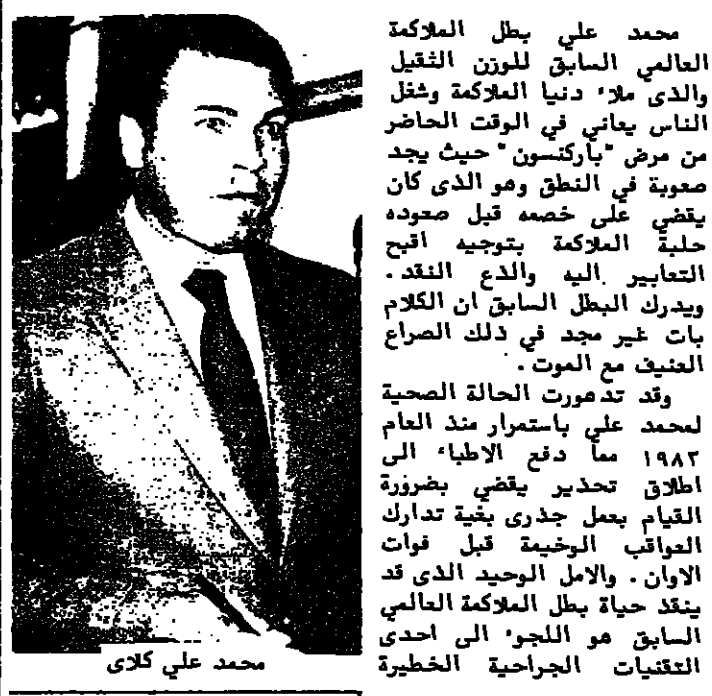 محمد علي بطل الملاكمة
العالمي السابق للوزن الثقيل
والذى ملاء دنيا الملاكمة وشغل
الناس يعاني في الوقت الحاضر
من مرض "باركنسون" حيث يجد
صعوبة في النطق وهو الذى كان
يقضي على خصمه قبل صعوده
حلبة الملاكمة بتوجيه اقبح
التعابير اليه والذع النقد.
ويدرك البطل السابق ان الكلام
بات غير مجد في ذلك الصراع
العنيف مع الموت.
وقد تدهورت الحالة الصحية
لمحمد علي باستمرار منذ العام
١٩٨٢ مما دفع الاطباء الى
اطلاق تحذير يقضي بضرورة
القيام بعمل جذرى بغية تدارك
العواقب الوخيمة قبل فوات
الاوان. والامل الوحيد الذى قد
ينقذ حياة بطل الملاكمة العالمي
السابق هو اللجوء الى احدى
التقنيات الجراحية الخطيرة
محمد علي كلاى